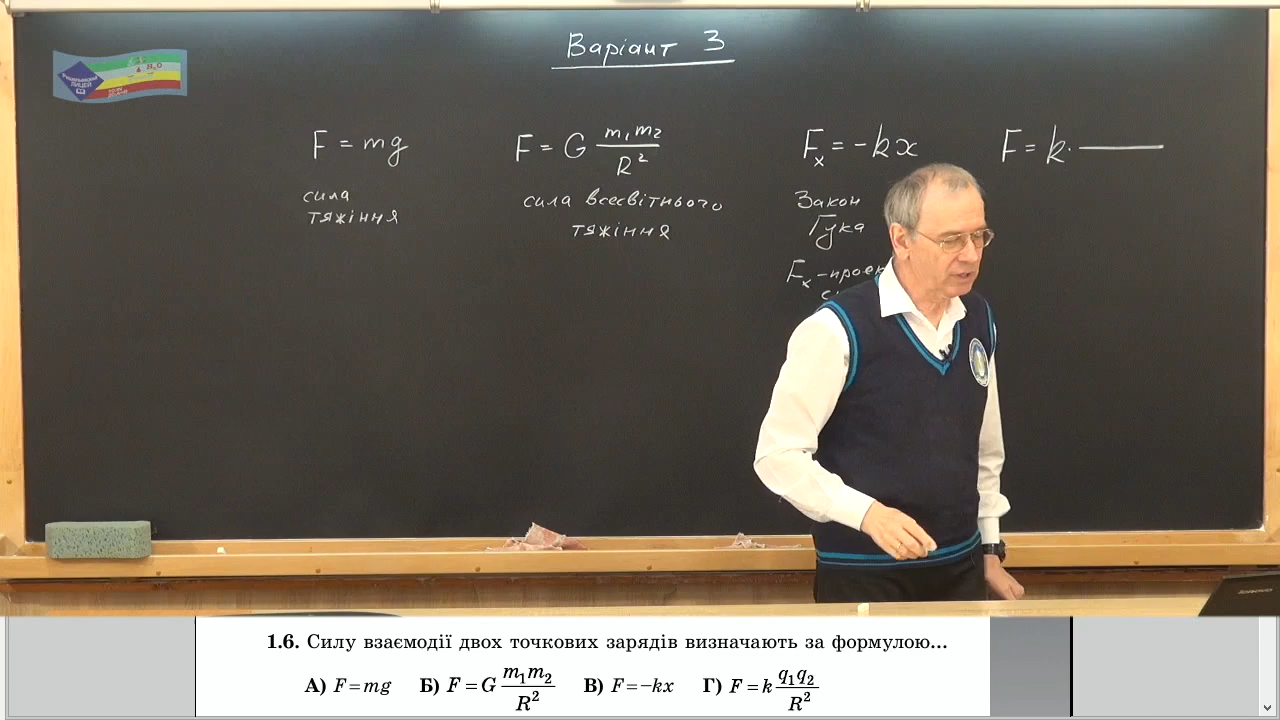 Варіант 3
F = mg
сила
тяжіння
F = G m₁m₂/R²
сила всесвітнього
тяжіння
Fₓ = -kx
Закон
Гука
Fₓ -
F = k·
1.6. Силу взаємодії двох точкових зарядів визначають за формулою...
А) F=mg Б) F=G m₁m₂/R² В) F=-kx Г) F=k q₁q₂/R²